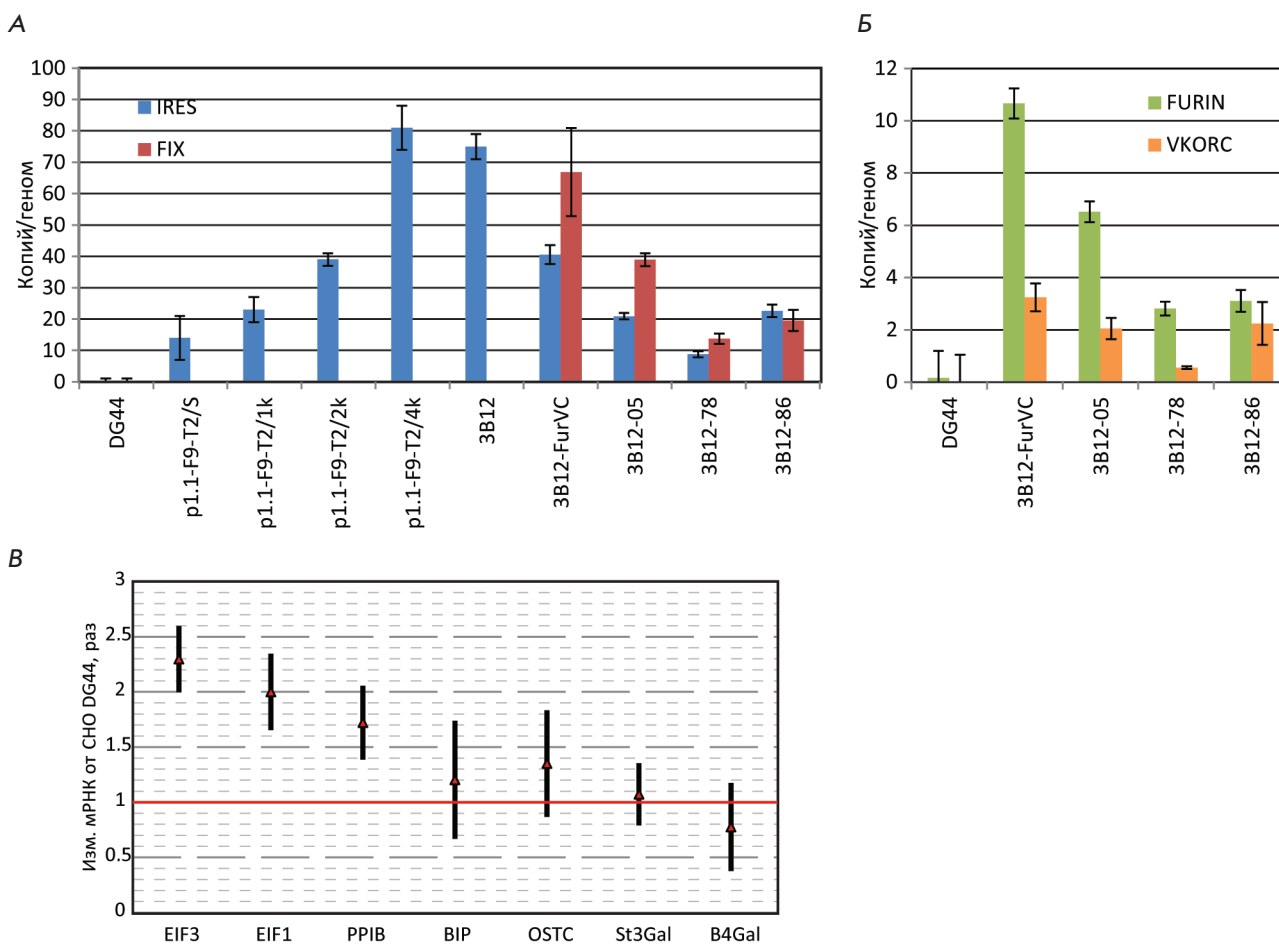 А
Копий/геном
100
90
80
70
60
50
40
30
20
10
0
IRES
FIX
DG44
p1.1-F9-T2/S
p1.1-F9-T2/1k
p1.1-F9-T2/2k
p1.1-F9-T2/4k
3B12
3B12-FurVC
3B12-05
3B12-78
3B12-86
Б
Копий/геном
12
10
8
6
4
2
0
FURIN
VKORC
DG44
3B12-FurVC
3B12-05
3B12-78
3B12-86
В
Изм. мРНК от CHO DG44, раз
3
2.5
2
1.5
1
0.5
0
EIF3
EIF1
PPIB
BIP
OSTC
St3Gal
B4Gal